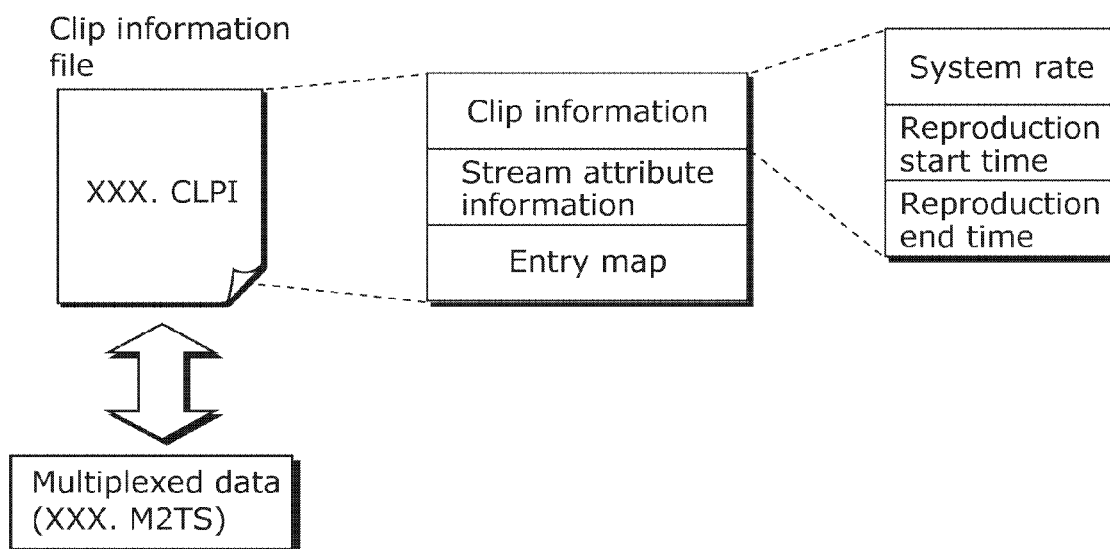 Clip information
file
XXX. CLPI
Clip information
Stream attribute
information
Entry map
System rate
Reproduction
start time
Reproduction
end time
Multiplexed data
(XXX. M2TS)